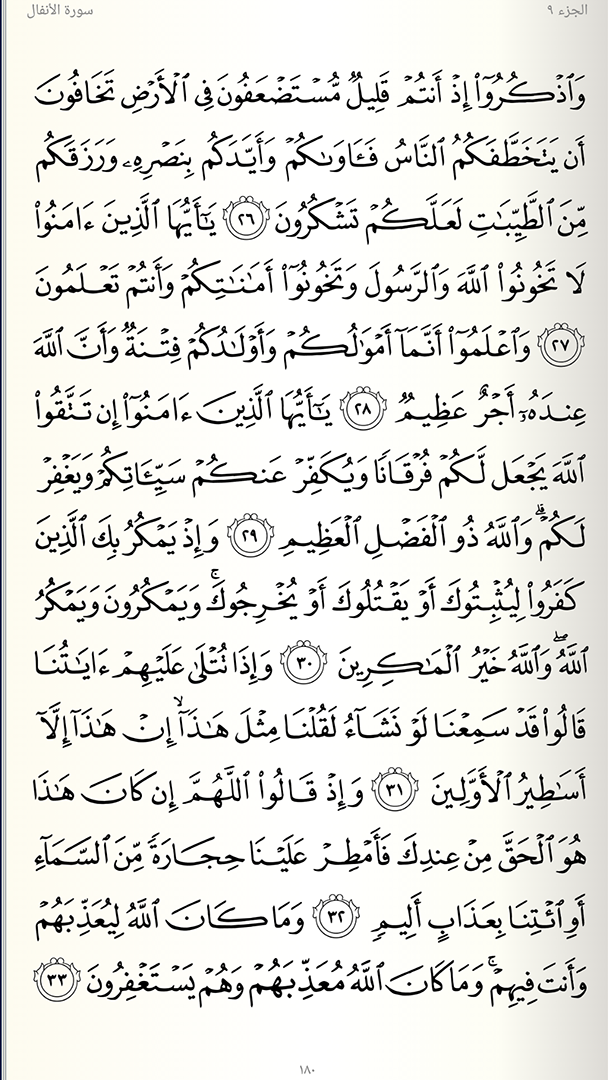 سورة الأنفال الجزء ٩
وَٱذۡكُرُوٓاْ إِذۡ أَنتُمۡ قَلِيلٞ مُّسۡتَضۡعَفُونَ فِي ٱلۡأَرۡضِ تَخَافُونَ
أَن يَتَخَطَّفَكُمُ ٱلنَّاسُ فَـَٔاوَىٰكُمۡ وَأَيَّدَكُم بِنَصۡرِهِۦ وَرَزَقَكُم
مِّنَ ٱلطَّيِّبَٰتِ لَعَلَّكُمۡ تَشۡكُرُونَ ٢٦ يَٰٓأَيُّهَا ٱلَّذِينَ ءَامَنُواْ
لَا تَخُونُواْ ٱللَّهَ وَٱلرَّسُولَ وَتَخُونُوٓاْ أَمَٰنَٰتِكُمۡ وَأَنتُمۡ تَعۡلَمُونَ
٢٧ وَٱعۡلَمُوٓاْ أَنَّمَآ أَمۡوَٰلُكُمۡ وَأَوۡلَٰدُكُمۡ فِتۡنَةٞ وَأَنَّ ٱللَّهَ
عِندَهُۥٓ أَجۡرٌ عَظِيمٞ ٢٨ يَٰٓأَيُّهَا ٱلَّذِينَ ءَامَنُوٓاْ إِن تَتَّقُواْ
ٱللَّهَ يَجۡعَل لَّكُمۡ فُرۡقَانٗا وَيُكَفِّرۡ عَنكُمۡ سَيِّـَٔاتِكُمۡ وَيَغۡفِرۡ
لَكُمۡۗ وَٱللَّهُ ذُو ٱلۡفَضۡلِ ٱلۡعَظِيمِ ٢٩ وَإِذۡ يَمۡكُرُ بِكَ ٱلَّذِينَ
كَفَرُواْ لِيُثۡبِتُوكَ أَوۡ يَقۡتُلُوكَ أَوۡ يُخۡرِجُوكَۚ وَيَمۡكُرُونَ وَيَمۡكُرُ
ٱللَّهُۖ وَٱللَّهُ خَيۡرُ ٱلۡمَٰكِرِينَ ٣٠ وَإِذَا تُتۡلَىٰ عَلَيۡهِمۡ ءَايَٰتُنَا
قَالُواْ قَدۡ سَمِعۡنَا لَوۡ نَشَآءُ لَقُلۡنَا مِثۡلَ هَٰذَآۙ إِنۡ هَٰذَآ إِلَّآ
أَسَٰطِيرُ ٱلۡأَوَّلِينَ ٣١ وَإِذۡ قَالُواْ ٱللَّهُمَّ إِن كَانَ هَٰذَا
هُوَ ٱلۡحَقَّ مِنۡ عِندِكَ فَأَمۡطِرۡ عَلَيۡنَا حِجَارَةٗ مِّنَ ٱلسَّمَآءِ
أَوِ ٱئۡتِنَا بِعَذَابٍ أَلِيمٖ ٣٢ وَمَا كَانَ ٱللَّهُ لِيُعَذِّبَهُمۡ
وَأَنتَ فِيهِمۡۚ وَمَا كَانَ ٱللَّهُ مُعَذِّبَهُمۡ وَهُمۡ يَسۡتَغۡفِرُونَ ٣٣
١٨٠